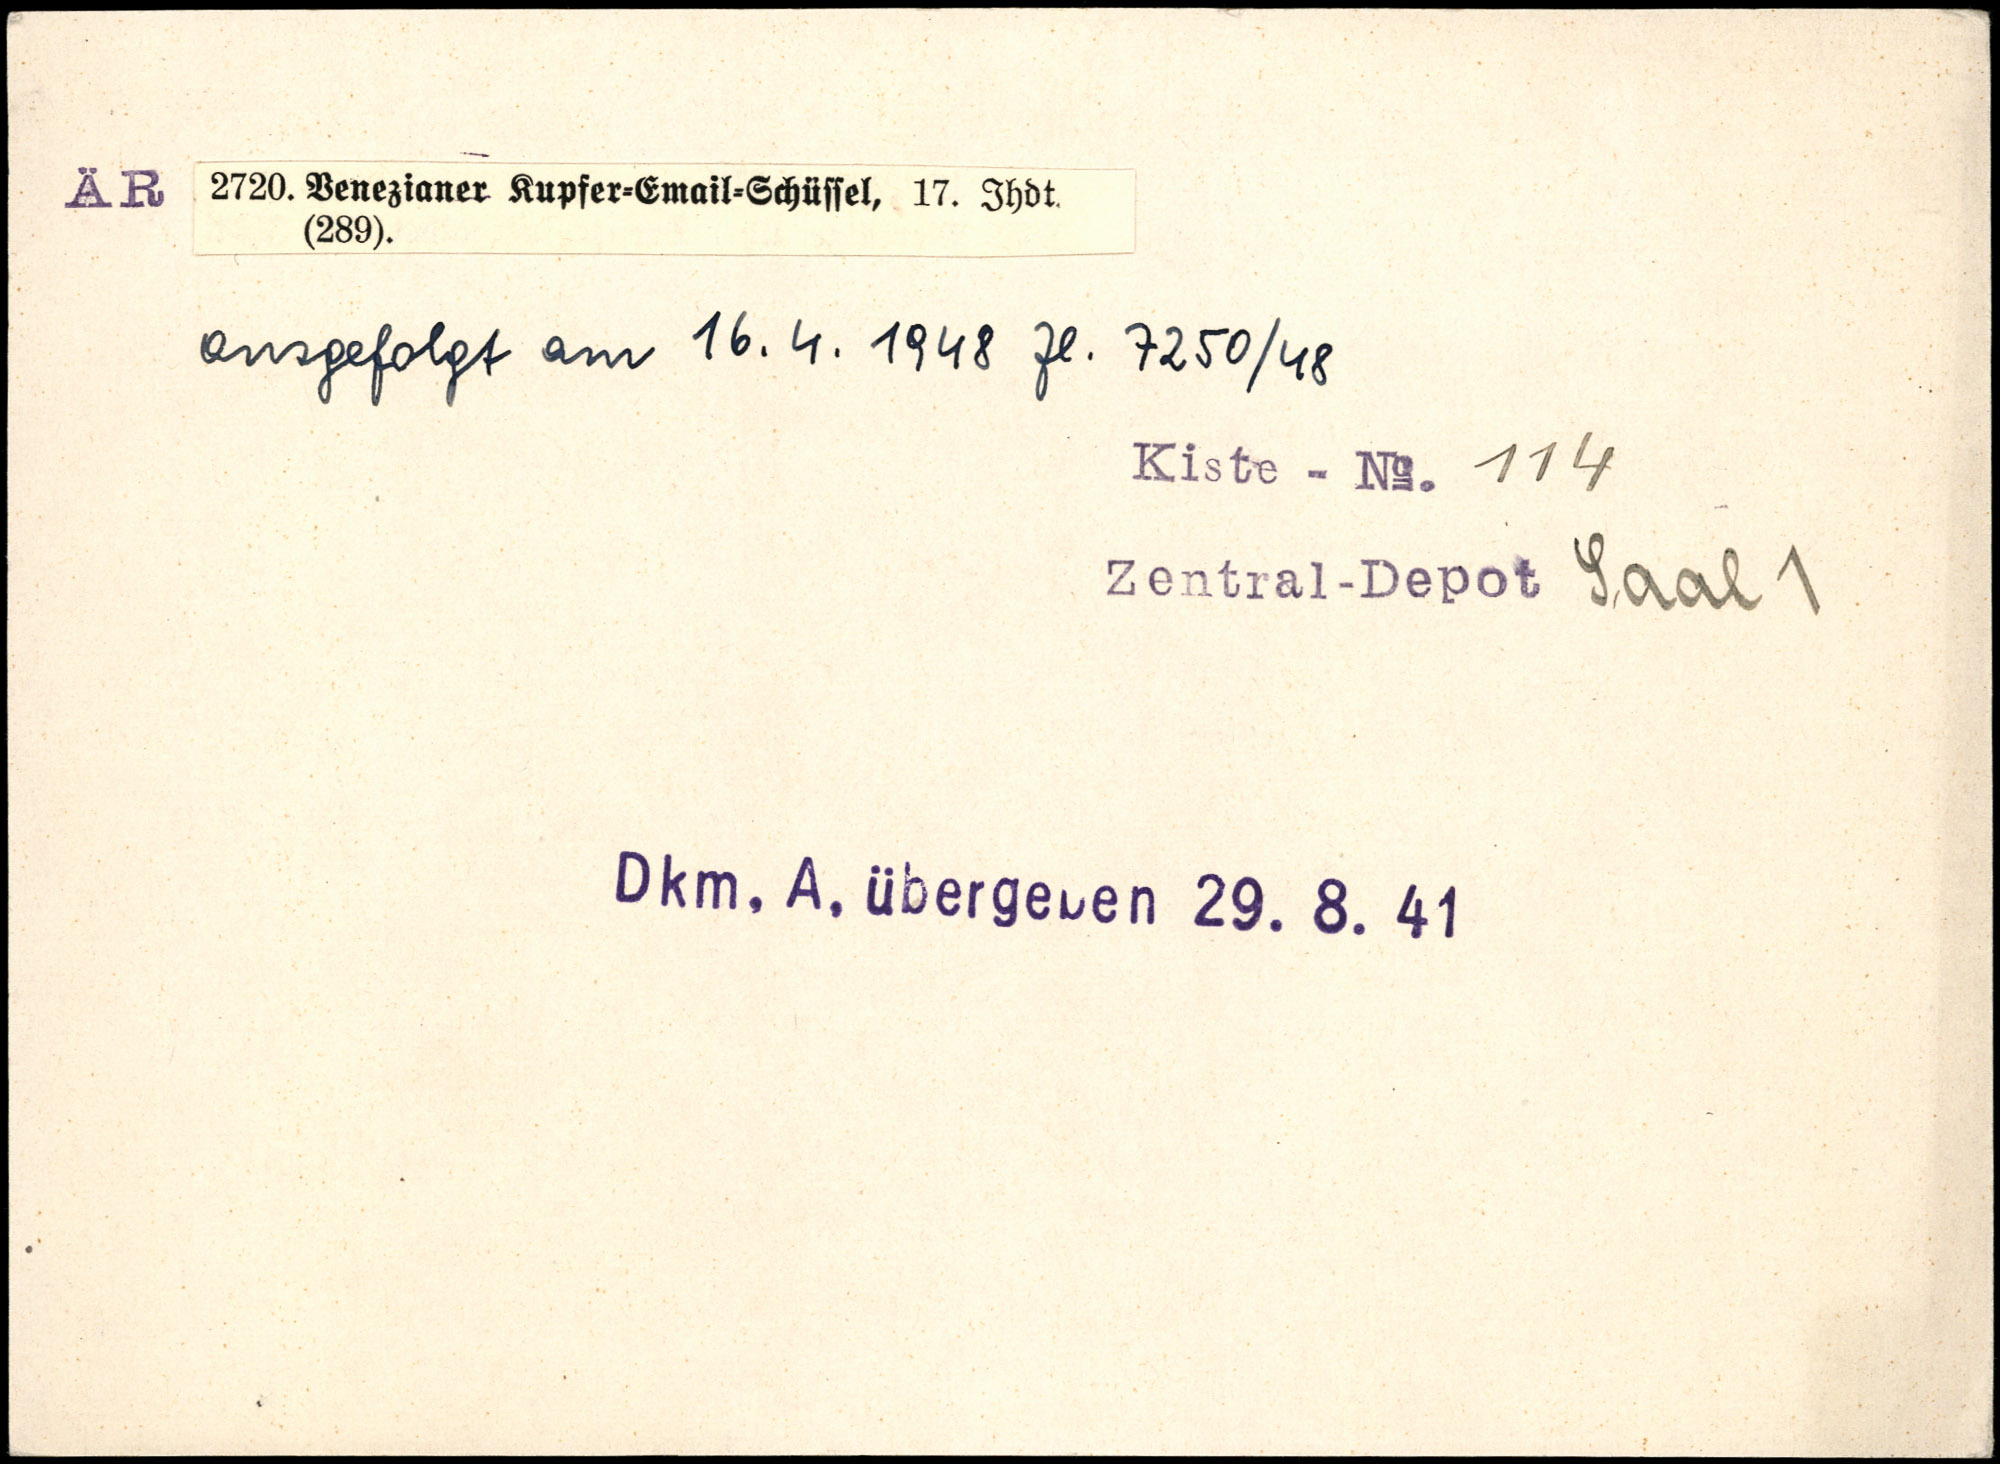 ÄR 2720. Venezianer Kupfer-Email-Schüssel, 17. Jhdt.
(289).
ausgefolgt am 16. 4. 1948 Zl. 7250/48
Kiste - No. 114
Zentral-Depot Saal 1
Dkm. A. übergeben 29. 8. 41